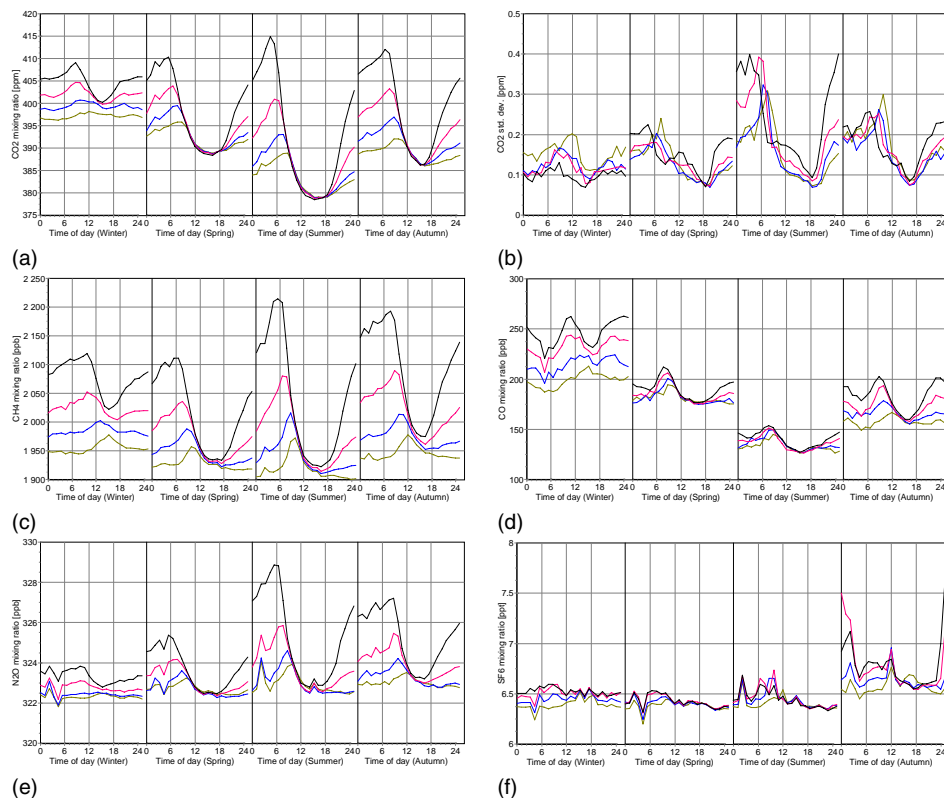 420
415
410
405
400
395
390
385
380
375
CO2 mixing ratio [ppm]
0 6 12 18 24 0 6 12 18 24 0 6 12 18 24 0 6 12 18 24
Time of day (Winter) Time of day (Spring) Time of day (Summer) Time of day (Autumn)
(a)
0.5
0.4
0.3
0.2
0.1
0
CO2 std. dev. [ppm]
0 6 12 18 24 0 6 12 18 24 0 6 12 18 24 0 6 12 18 24
Time of day (Winter) Time of day (Spring) Time of day (Summer) Time of day (Autumn)
(b)
2 250
2 200
2 150
2 100
2 050
2 000
1 950
1 900
CH4 mixing ratio [ppb]
0 6 12 18 24 0 6 12 18 24 0 6 12 18 24 0 6 12 18 24
Time of day (Winter) Time of day (Spring) Time of day (Summer) Time of day (Autumn)
(c)
300
250
200
150
100
CO mixing ratio [ppb]
0 6 12 18 24 0 6 12 18 24 0 6 12 18 24 0 6 12 18 24
Time of day (Winter) Time of day (Spring) Time of day (Summer) Time of day (Autumn)
(d)
330
328
326
324
322
320
N2O mixing ratio [ppb]
0 6 12 18 24 0 6 12 18 24 0 6 12 18 24 0 6 12 18 24
Time of day (Winter) Time of day (Spring) Time of day (Summer) Time of day (Autumn)
(e)
8
7.5
7
6.5
6
SF6 mixing ratio [ppt]
0 6 12 18 24 0 6 12 18 24 0 6 12 18 24 0 6 12 18 24
Time of day (Winter) Time of day (Spring) Time of day (Summer) Time of day (Autumn)
(f)